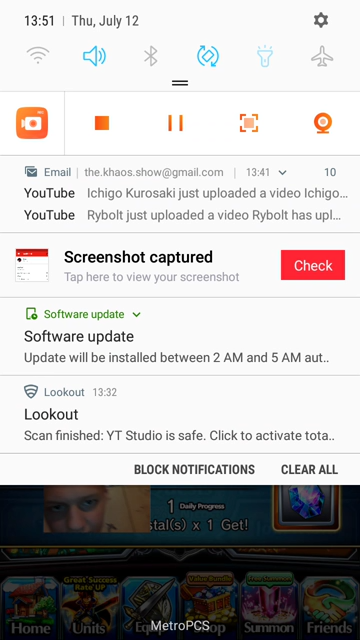 13:51 | Thu, July 12
Email | the.khaos.show@gmail.com | 13:41 10
YouTube Ichigo Kurosaki just uploaded a video Ichigo...
YouTube Rybolt just uploaded a video Rybolt has upl...
Screenshot captured
Tap here to view your screenshot
Check
Software update
Software update
Update will be installed between 2 AM and 5 AM aut..
Lookout 13:32
Lookout
Scan finished: YT Studio is safe. Click to activate tota..
BLOCK NOTIFICATIONS CLEAR ALL
1 Daily Progress
stal(s) x 1 Get!
Great Success Rate UP
Value Bundle
Home Units Shop Summon Friends
MetroPCS